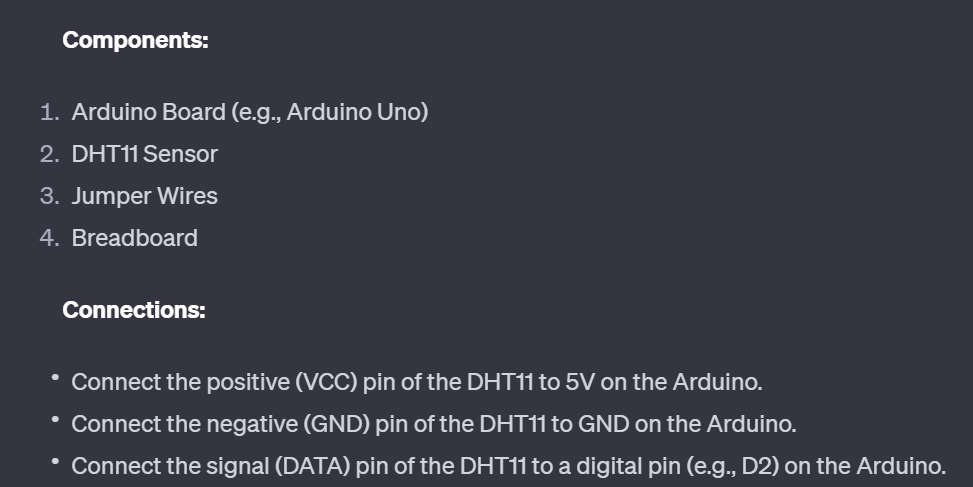 Components:
1. Arduino Board (e.g., Arduino Uno)
2. DHT11 Sensor
3. Jumper Wires
4. Breadboard
Connections:
• Connect the positive (VCC) pin of the DHT11 to 5V on the Arduino.
• Connect the negative (GND) pin of the DHT11 to GND on the Arduino.
• Connect the signal (DATA) pin of the DHT11 to a digital pin (e.g., D2) on the Arduino.